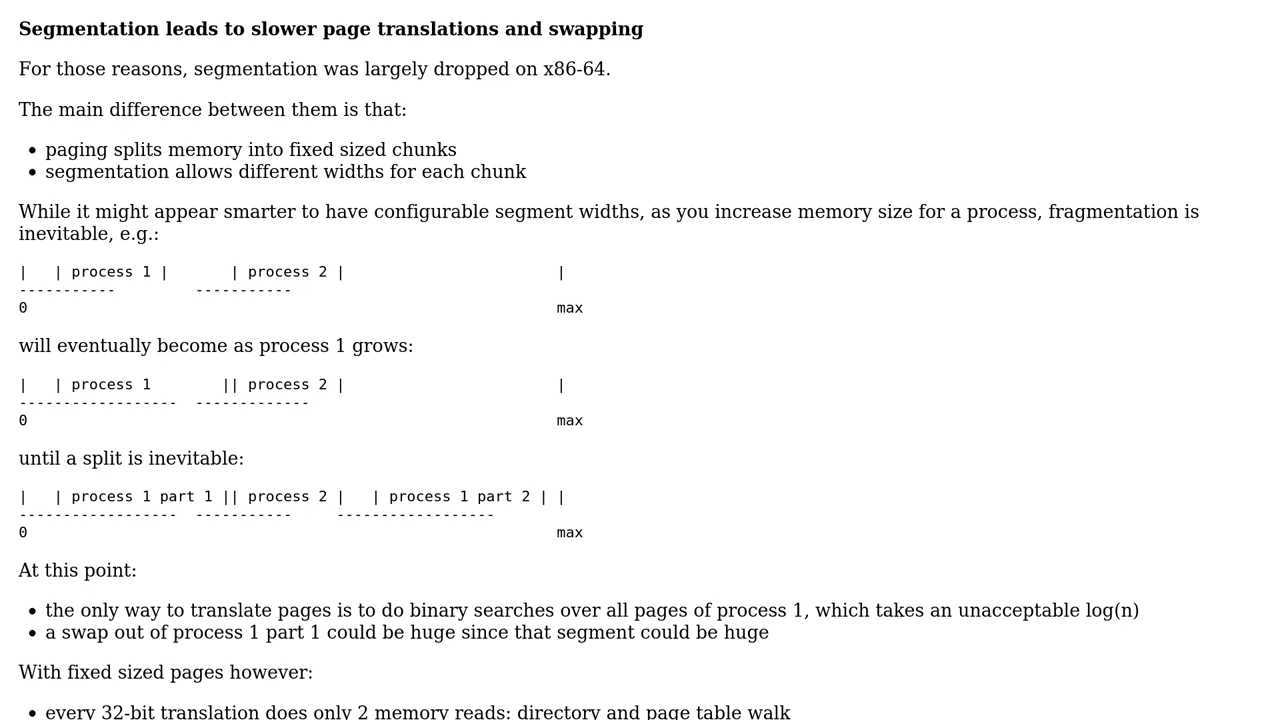 Segmentation leads to slower page translations and swapping
For those reasons, segmentation was largely dropped on x86-64.
The main difference between them is that:
• paging splits memory into fixed sized chunks
• segmentation allows different widths for each chunk
While it might appear smarter to have configurable segment widths, as you increase memory size for a process, fragmentation is
inevitable, e.g.:
|   | process 1 |       | process 2 |                        |
-----------         -----------
0                                                            max
will eventually become as process 1 grows:
|   | process 1        || process 2 |                        |
------------------  -------------
0                                                            max
until a split is inevitable:
|   | process 1 part 1 || process 2 |   | process 1 part 2 | |
------------------  -----------     ------------------
0                                                            max
At this point:
• the only way to translate pages is to do binary searches over all pages of process 1, which takes an unacceptable log(n)
• a swap out of process 1 part 1 could be huge since that segment could be huge
With fixed sized pages however:
• every 32-bit translation does only 2 memory reads: directory and page table walk